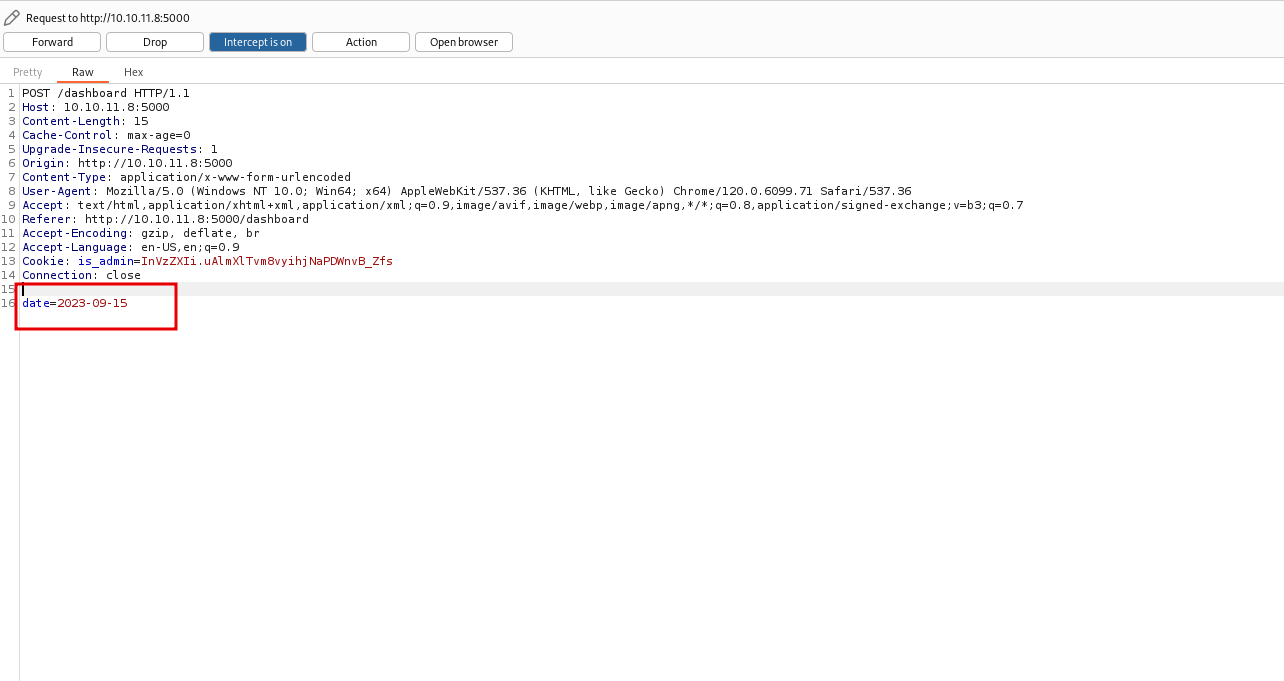 Request to http://10.10.11.8:5000
Forward Drop Intercept is on Action Open browser
Pretty Raw Hex
1 POST /dashboard HTTP/1.1
2 Host: 10.10.11.8:5000
3 Content-Length: 15
4 Cache-Control: max-age=0
5 Upgrade-Insecure-Requests: 1
6 Origin: http://10.10.11.8:5000
7 Content-Type: application/x-www-form-urlencoded
8 User-Agent: Mozilla/5.0 (Windows NT 10.0; Win64; x64) AppleWebKit/537.36 (KHTML, like Gecko) Chrome/120.0.6099.71 Safari/537.36
9 Accept: text/html,application/xhtml+xml,application/xml;q=0.9,image/avif,image/webp,image/apng,*/*;q=0.8,application/signed-exchange;v=b3;q=0.7
10 Referer: http://10.10.11.8:5000/dashboard
11 Accept-Encoding: gzip, deflate, br
12 Accept-Language: en-US,en;q=0.9
13 Cookie: is_admin=InVzZXIi.uAlmXlTvm8vyihjNaPDWnvB_Zfs
14 Connection: close
15
16 date=2023-09-15